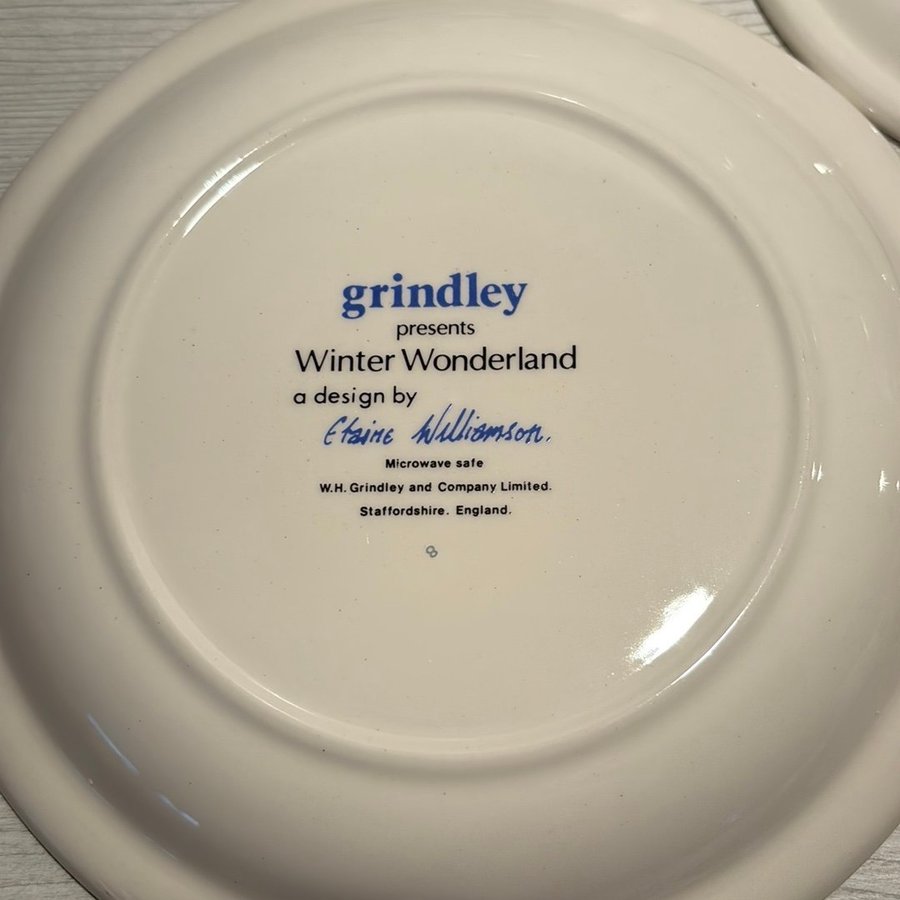 grindley
presents
Winter Wonderland
a design by
Elaine Williamson.
Microwave safe
W.H. Grindley and Company Limited.
Staffordshire. England.
8